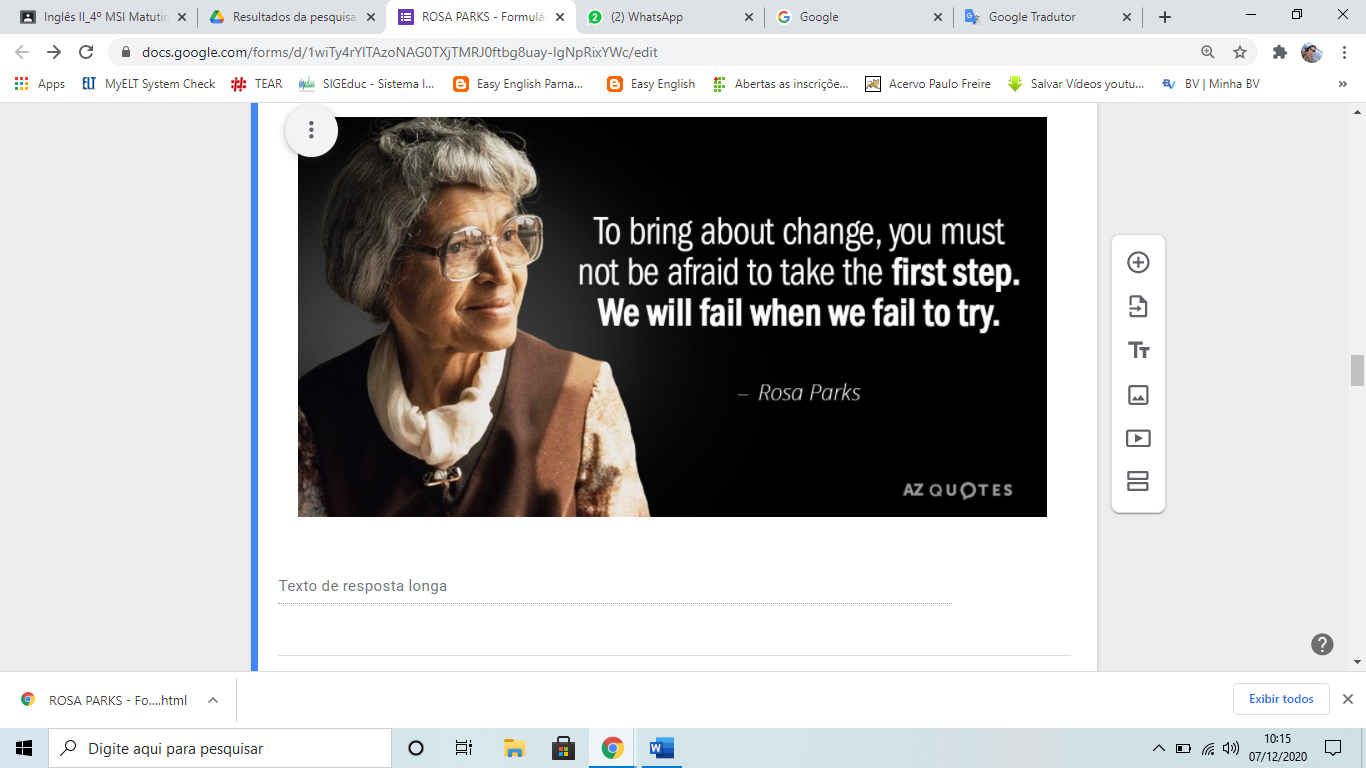 Inglês II_4º MSI Matutin
Resultados da pesquisa
ROSA PARKS - Formulá
2
(2) WhatsApp
Google
Google Tradutor
docs.google.com/forms/d/1wiTy4rYlTAzoNAG0TXjTMRJ0ftbg8uay-IgNpRixYWc/edit
Apps
MyELT System Check
TEAR
SIGEduc - Sistema I...
Easy English Parna...
Easy English
Abertas as inscriçõe...
Acervo Paulo Freire
Salvar Vídeos youtu...
BV | Minha BV
To bring about change, you must
not be afraid to take the first step.
We will fail when we fail to try.
– Rosa Parks
AZ QUOTES
Texto de resposta longa
ROSA PARKS - Fo....html
Exibir todos
Digite aqui para pesquisar
10:15
07/12/2020